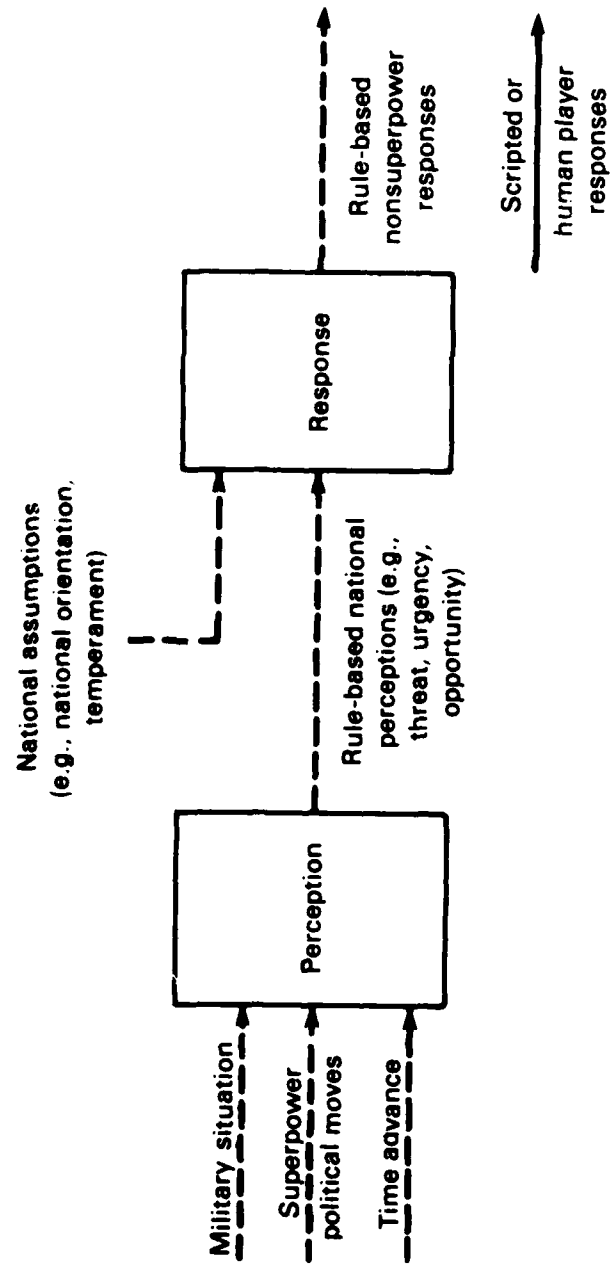 National assumptions
(e.g., national orientation,
temperament)
Military situation
Superpower
political moves
Time advance
Perception
Rule-based national
perceptions (e.g.,
threat, urgency,
opportunity)
Response
Rule-based
nonsuperpower
responses
Scripted or
human player
responses